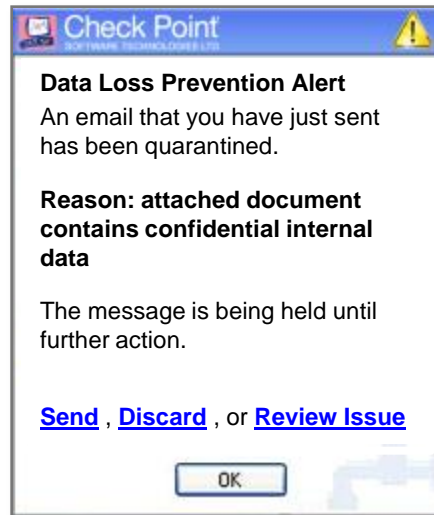 Check Point
SOFTWARE TECHNOLOGIES LTD
Data Loss Prevention Alert
An email that you have just sent
has been quarantined.
Reason: attached document
contains confidential internal
data
The message is being held until
further action.
Send , Discard , or Review Issue
OK